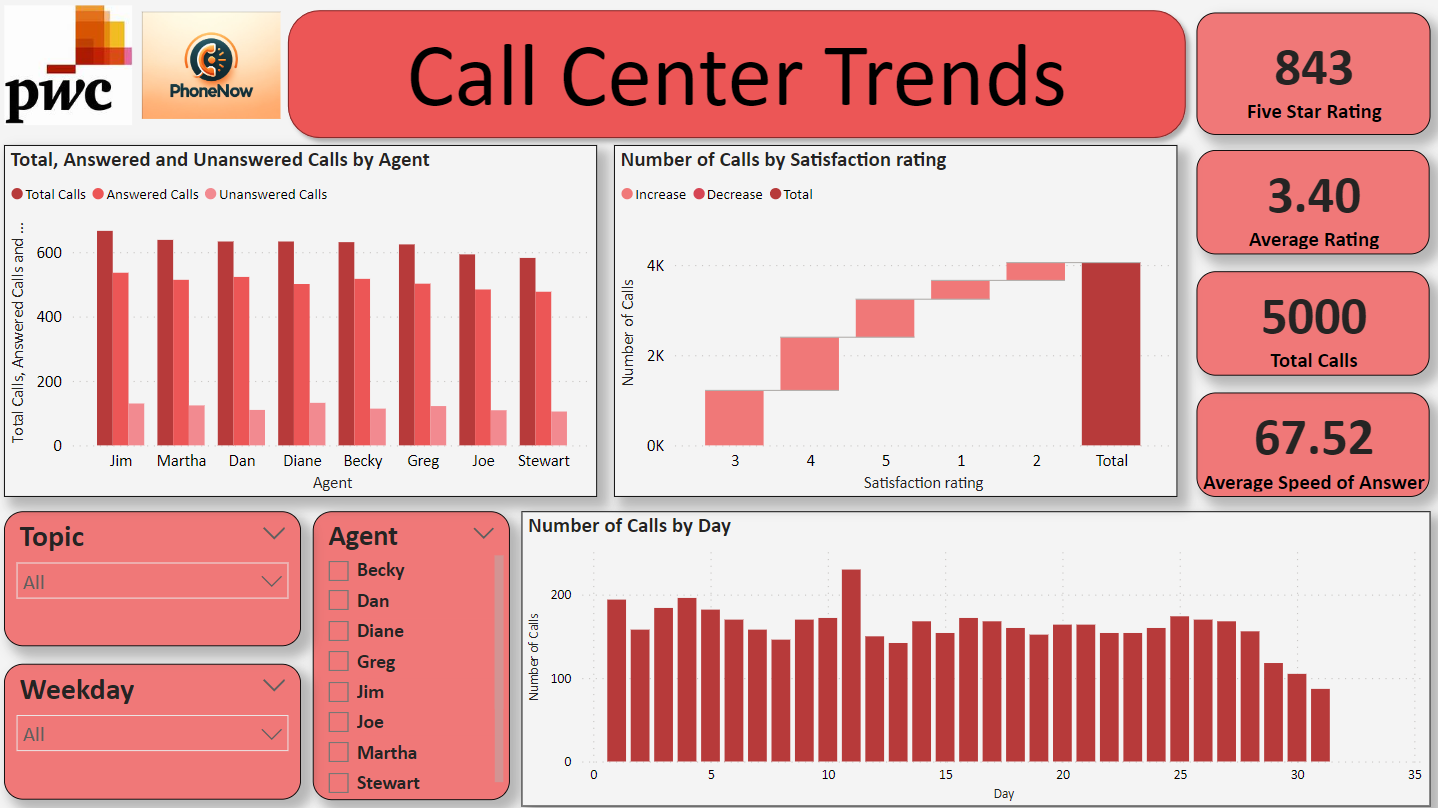 pwc
PhoneNow
Call Center Trends
843
Five Star Rating
3.40
Average Rating
5000
Total Calls
67.52
Average Speed of Answer
Total, Answered and Unanswered Calls by Agent
Total Calls Answered Calls Unanswered Calls
Total Calls, Answered Calls and ...
600
400
200
0
Jim Martha Dan Diane Becky Greg Joe Stewart
Agent
Number of Calls by Satisfaction rating
Increase Decrease Total
Number of Calls
4K
2K
0K
3 4 5 1 2 Total
Satisfaction rating
Topic
All
Weekday
All
Agent
Becky
Dan
Diane
Greg
Jim
Joe
Martha
Stewart
Number of Calls by Day
Number of Calls
200
100
0
0 5 10 15 20 25 30 35
Day